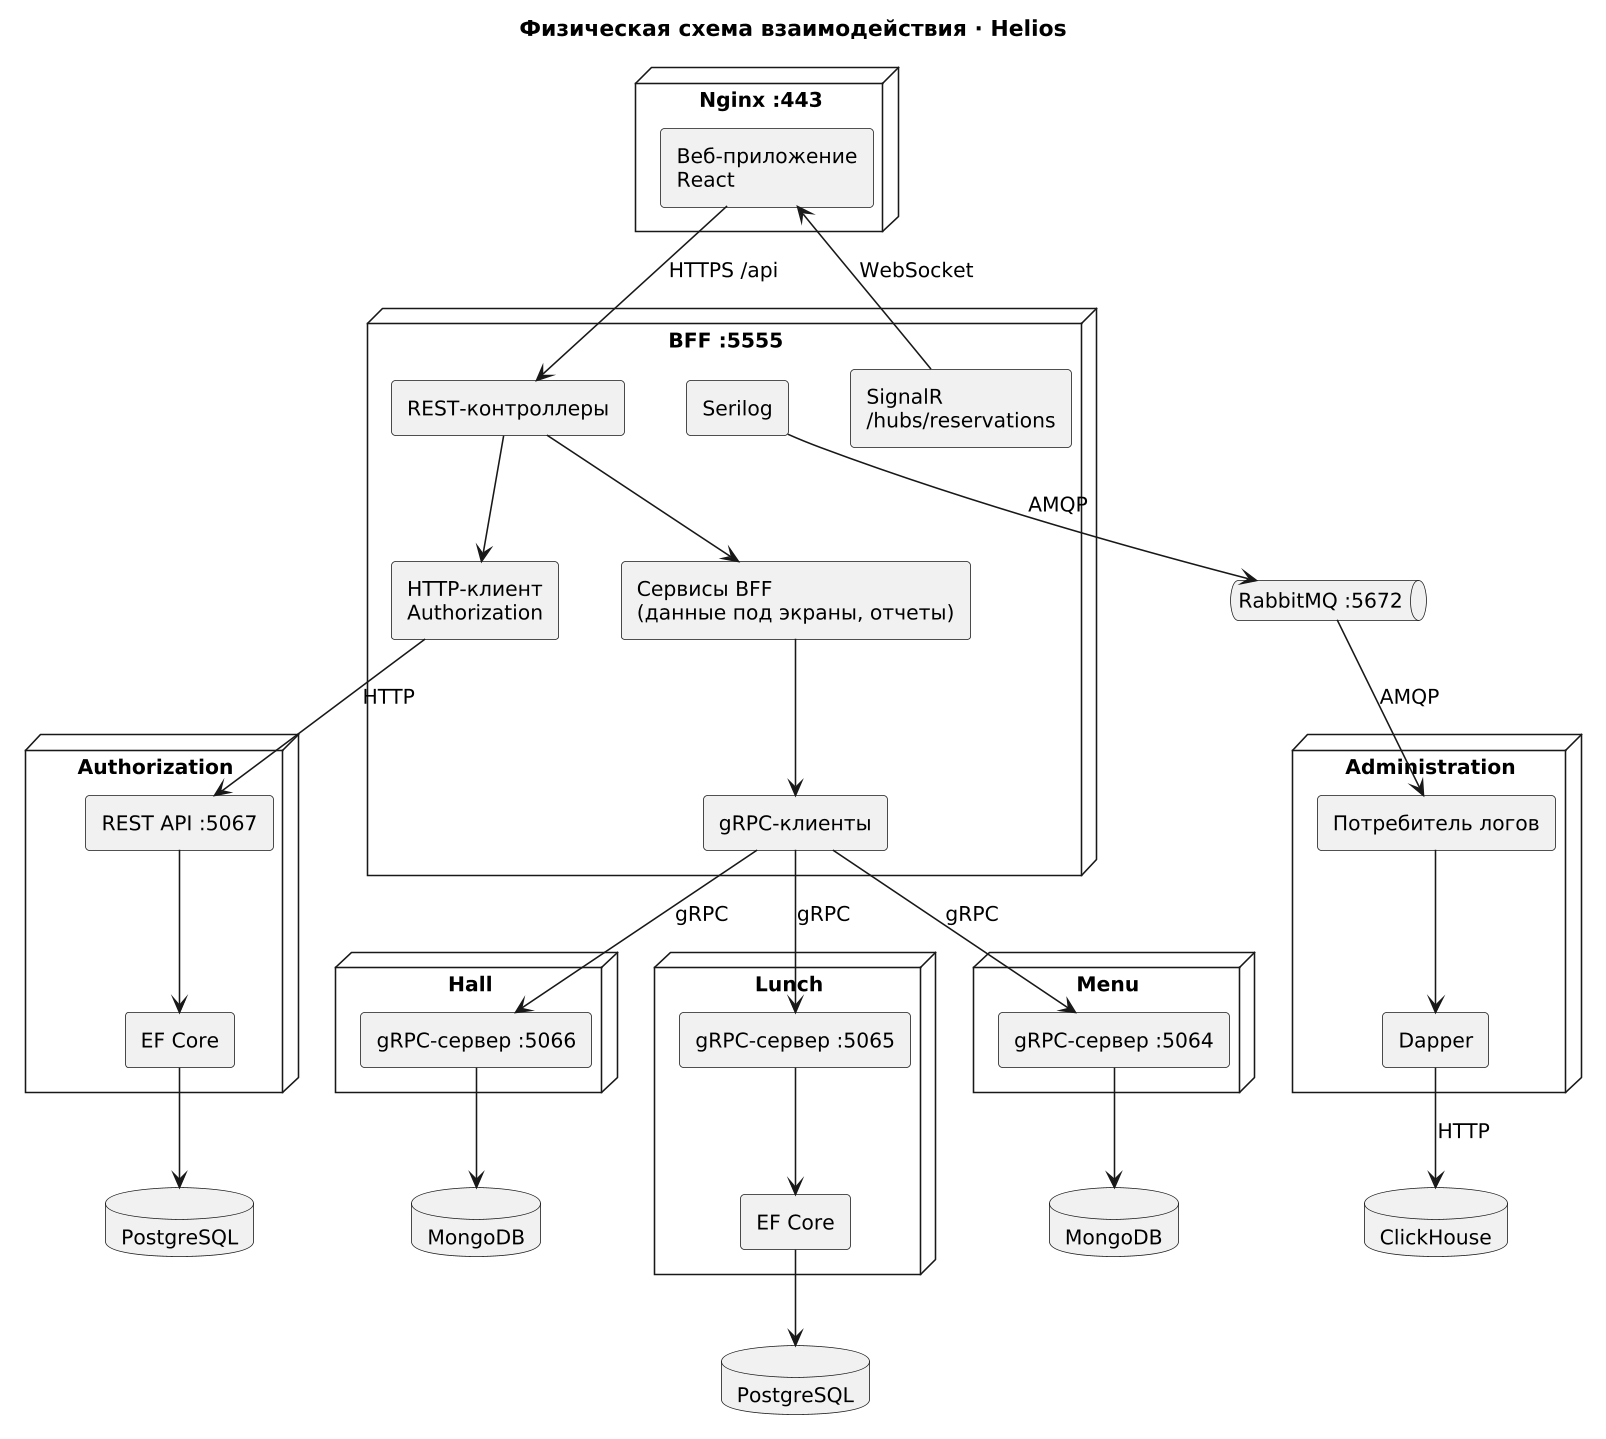 Физическая схема взаимодействия · Helios
Nginx :443
Веб-приложение
React
HTTPS /api
WebSocket
BFF :5555
REST-контроллеры
Serilog
SignalR
/hubs/reservations
AMQP
HTTP-клиент
Authorization
Сервисы BFF
(данные под экраны, отчеты)
RabbitMQ :5672
HTTP
AMQP
Authorization
Administration
REST API :5067
gRPC-клиенты
Потребитель логов
gRPC
gRPC
gRPC
Hall
Lunch
Menu
EF Core
gRPC-сервер :5066
gRPC-сервер :5065
gRPC-сервер :5064
Dapper
HTTP
PostgreSQL
MongoDB
EF Core
MongoDB
ClickHouse
PostgreSQL